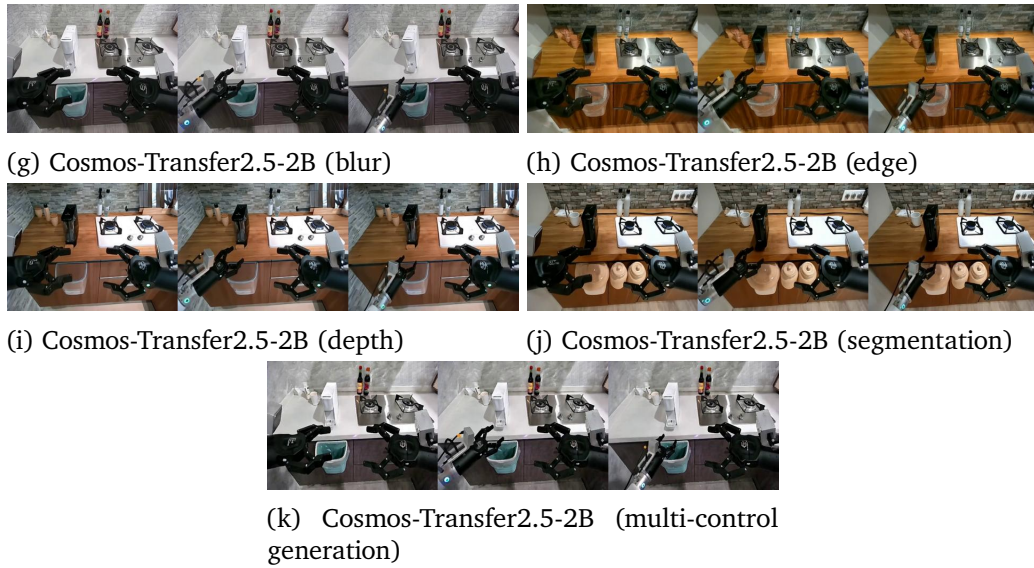 (g) Cosmos-Transfer2.5-2B (blur)
(h) Cosmos-Transfer2.5-2B (edge)
(i) Cosmos-Transfer2.5-2B (depth)
(j) Cosmos-Transfer2.5-2B (segmentation)
(k) Cosmos-Transfer2.5-2B (multi-control
generation)